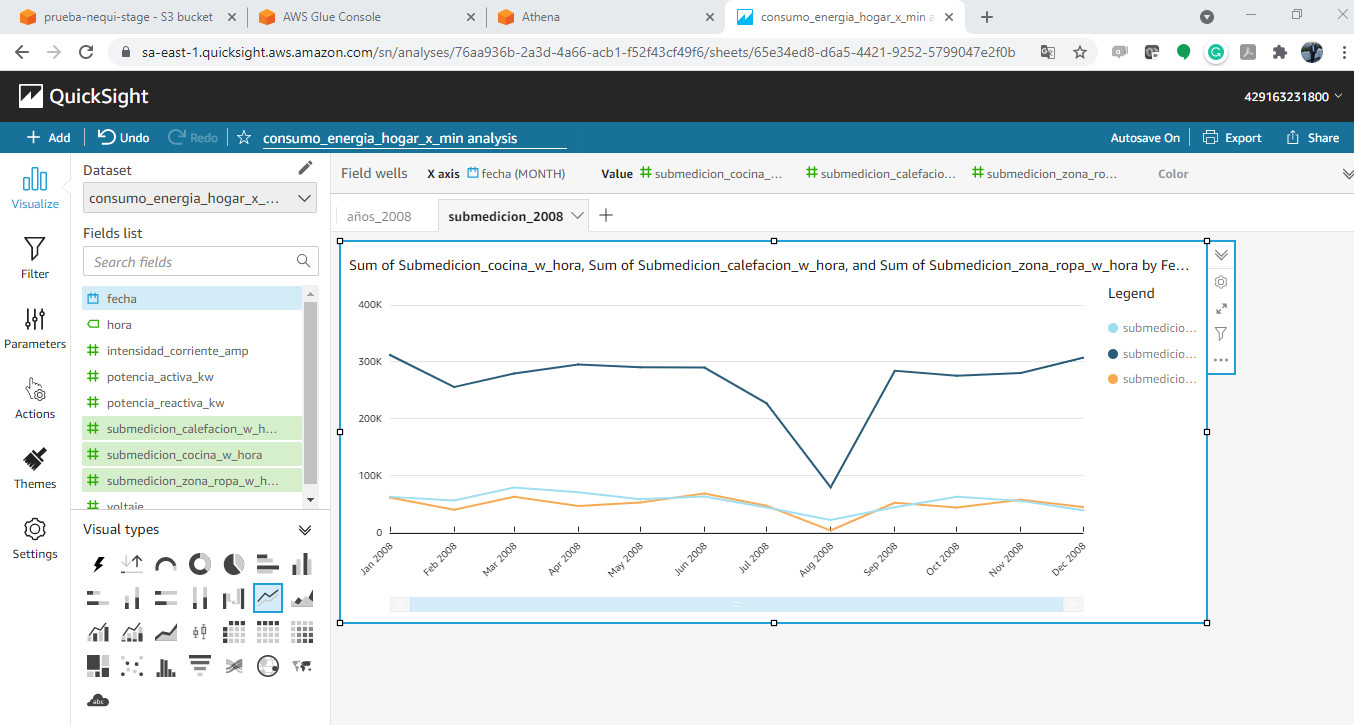 prueba-nequi-stage - S3 bucket
AWS Glue Console
Athena
consumo_energia_hogar_x_min a
sa-east-1.quicksight.aws.amazon.com/sn/analyses/76aa936b-2a3d-4a66-acb1-f52f43cf49f6/sheets/65e34ed8-d6a5-4421-9252-5799047e2f0b
QuickSight
429163231800
Add
Undo
Redo
consumo_energia_hogar_x_min analysis
Autosave On
Export
Share
Visualize
Filter
Parameters
Actions
Themes
Settings
Dataset
consumo_energia_hogar_x_...
Fields list
Search fields
fecha
hora
intensidad_corriente_amp
potencia_activa_kw
potencia_reactiva_kw
submedicion_calefacion_w_h...
submedicion_cocina_w_hora
submedicion_zona_ropa_w_h...
voltaje
Visual types
abc
Field wells
X axis fecha (MONTH)
Value submedicion_cocina_...
submedicion_calefacio...
submedicion_zona_ro...
Color
años_2008
submedicion_2008
Sum of Submedicion_cocina_w_hora, Sum of Submedicion_calefacion_w_hora, and Sum of Submedicion_zona_ropa_w_hora by Fe...
400K
300K
200K
100K
0
Jan 2008
Feb 2008
Mar 2008
Apr 2008
May 2008
Jun 2008
Jul 2008
Aug 2008
Sep 2008
Oct 2008
Nov 2008
Dec 2008
Legend
submedicio...
submedicio...
submedicio...